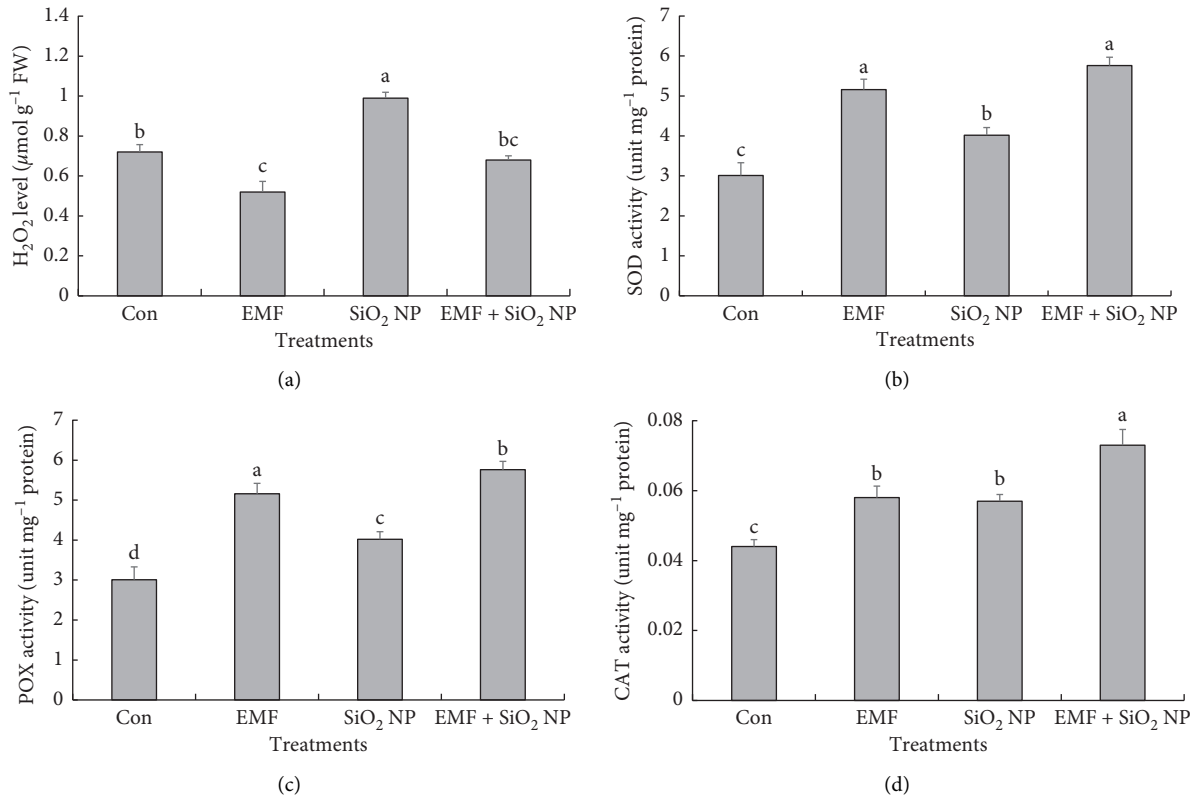 1.4
1.2
1
0.8
0.6
0.4
0.2
0
H₂O₂ level (μmol g⁻¹ FW)
b
c
a
bc
Con
EMF
SiO₂ NP
EMF + SiO₂ NP
Treatments
(a)
7
6
5
4
3
2
1
0
SOD activity (unit mg⁻¹ protein)
c
a
b
a
Con
EMF
SiO₂ NP
EMF + SiO₂ NP
Treatments
(b)
7
6
5
4
3
2
1
0
POX activity (unit mg⁻¹ protein)
d
a
c
b
Con
EMF
SiO₂ NP
EMF + SiO₂ NP
Treatments
(c)
0.08
0.06
0.04
0.02
0
CAT activity (unit mg⁻¹ protein)
c
b
b
a
Con
EMF
SiO₂ NP
EMF + SiO₂ NP
Treatments
(d)